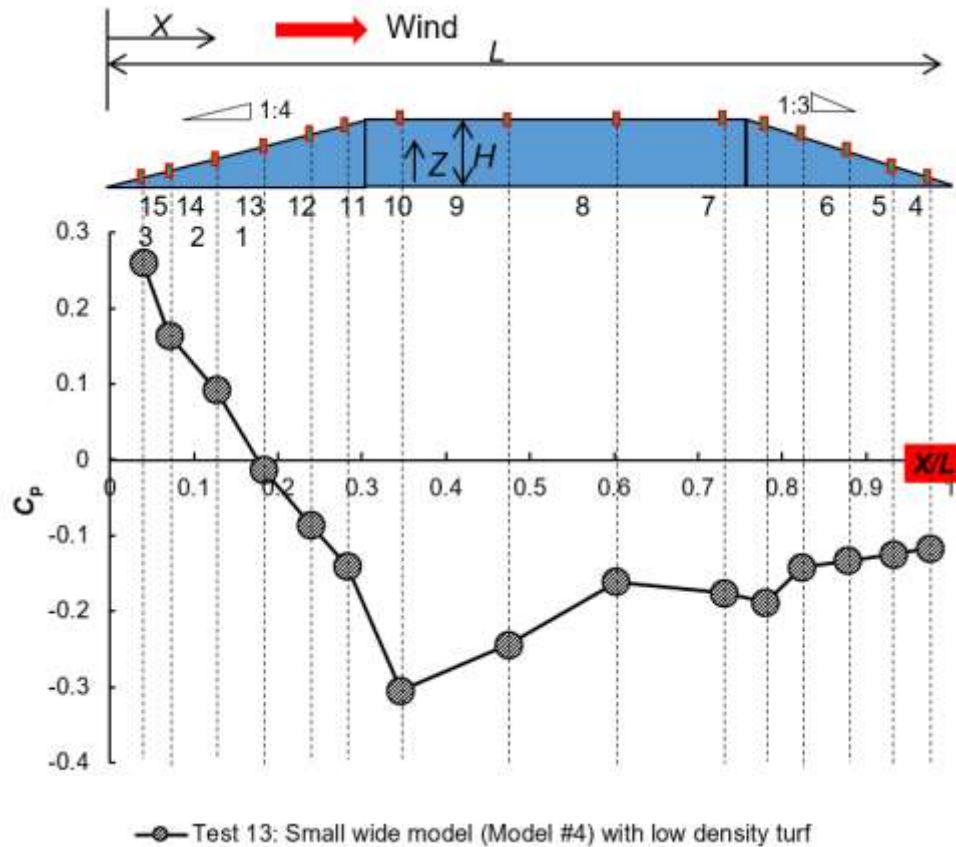 X
Wind
L
1:4
1:3
Z H
15 14 13 12 11 10 9 8 7 6 5 4
3 2 1
0.3
0.2
0.1
0
0 0.1 0.2 0.3 0.4 0.5 0.6 0.7 0.8 0.9 1
X/L
Cp
-0.1
-0.2
-0.3
-0.4
Test 13: Small wide model (Model #4) with low density turf